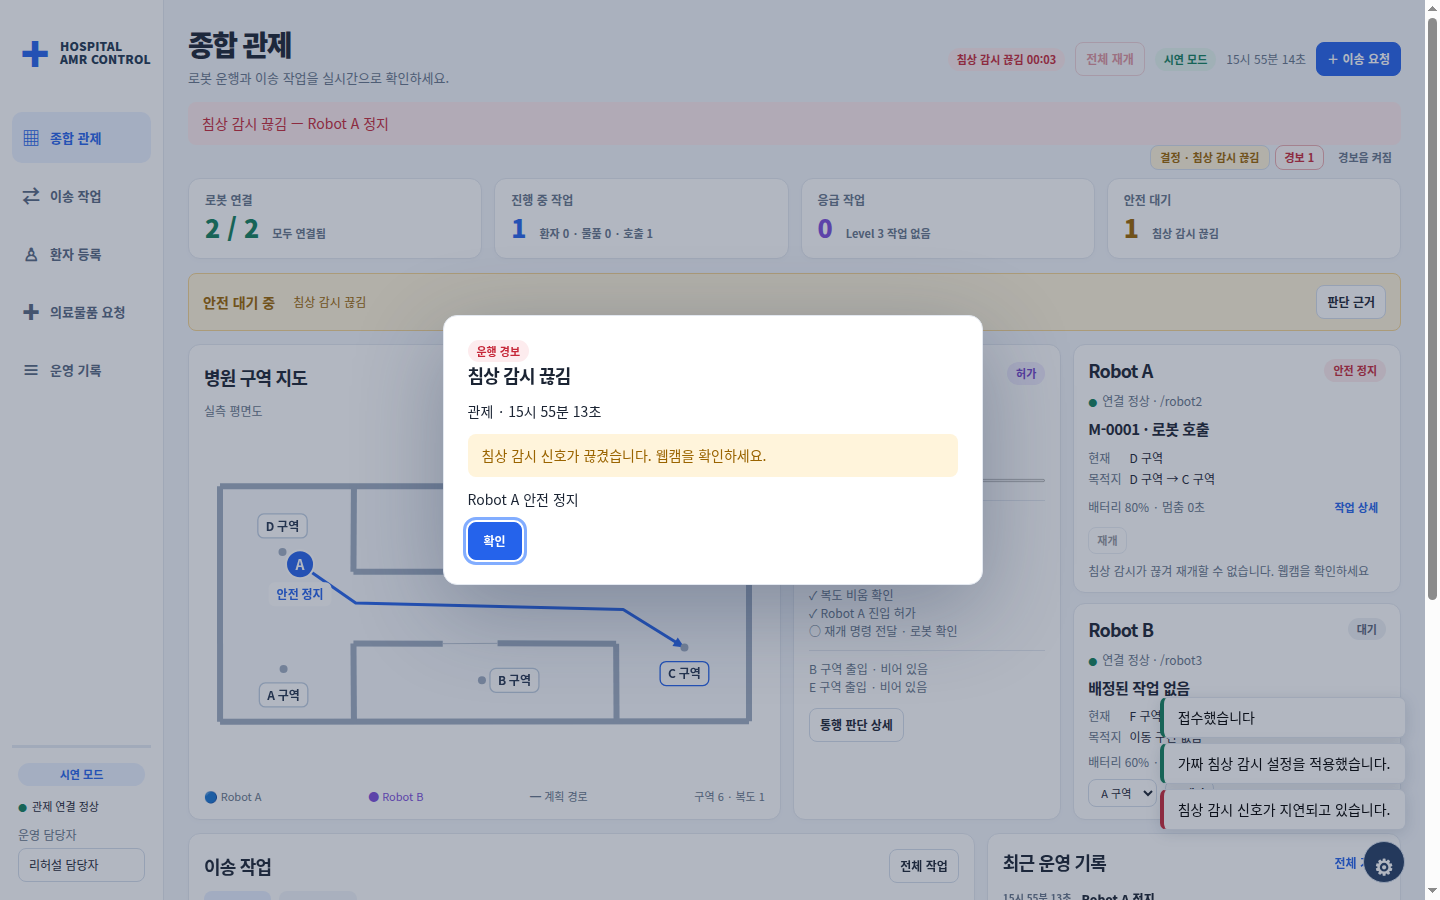 HOSPITAL
AMR CONTROL
종합 관제
이송 작업
환자 등록
의료물품 요청
운영 기록
시연 모드
관제 연결 정상
운영 담당자
리허설 담당자
종합 관제
로봇 운행과 이송 작업을 실시간으로 확인하세요.
침상 감시 끊김 00:03
전체 재개
시연 모드
15시 55분 14초
+ 이송 요청
침상 감시 끊김 — Robot A 정지
결정 · 침상 감시 끊김
경보 1
경보음 켜짐
로봇 연결
2 / 2 모두 연결됨
진행 중 작업
1 환자 0 · 물품 0 · 호출 1
응급 작업
0 Level 3 작업 없음
안전 대기
1 침상 감시 끊김
안전 대기 중 침상 감시 끊김
판단 근거
병원 구역 지도
실측 평면도
D 구역
A
안전 정지
A 구역
B 구역
C 구역
Robot A
Robot B
— 계획 경로
구역 6 · 복도 1
운행 경보
침상 감시 끊김
관제 · 15시 55분 13초
침상 감시 신호가 끊겼습니다. 웹캠을 확인하세요.
Robot A 안전 정지
확인
허가
✓ 복도 비움 확인
✓ Robot A 진입 허가
○ 재개 명령 전달 · 로봇 확인
B 구역 출입 · 비어 있음
E 구역 출입 · 비어 있음
통행 판단 상세
Robot A
안전 정지
연결 정상 · /robot2
M-0001 · 로봇 호출
현재 D 구역
목적지 D 구역 → C 구역
배터리 80% · 멈춤 0초
작업 상세
재개
침상 감시가 끊겨 재개할 수 없습니다. 웹캠을 확인하세요
Robot B
대기
연결 정상 · /robot3
배정된 작업 없음
현재 F 구역
목적지 이동 구간 없음
배터리 60% ·
A 구역
접수했습니다
가짜 침상 감시 설정을 적용했습니다.
침상 감시 신호가 지연되고 있습니다.
이송 작업
전체 작업
최근 운영 기록
전체
15시 55분 13초 Robot A 정지